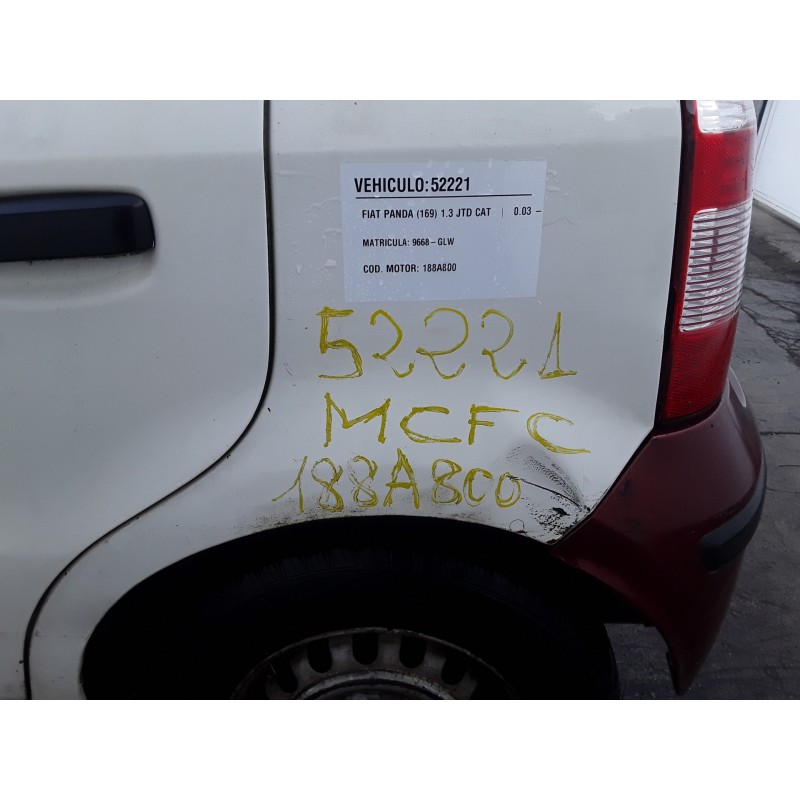 VEHICULO:52221
FIAT PANDA (169) 1.3 JTD CAT | 0.03 -
MATRICULA: 9668-GLW
COD. MOTOR: 188A800
52221
MCFC
188A800